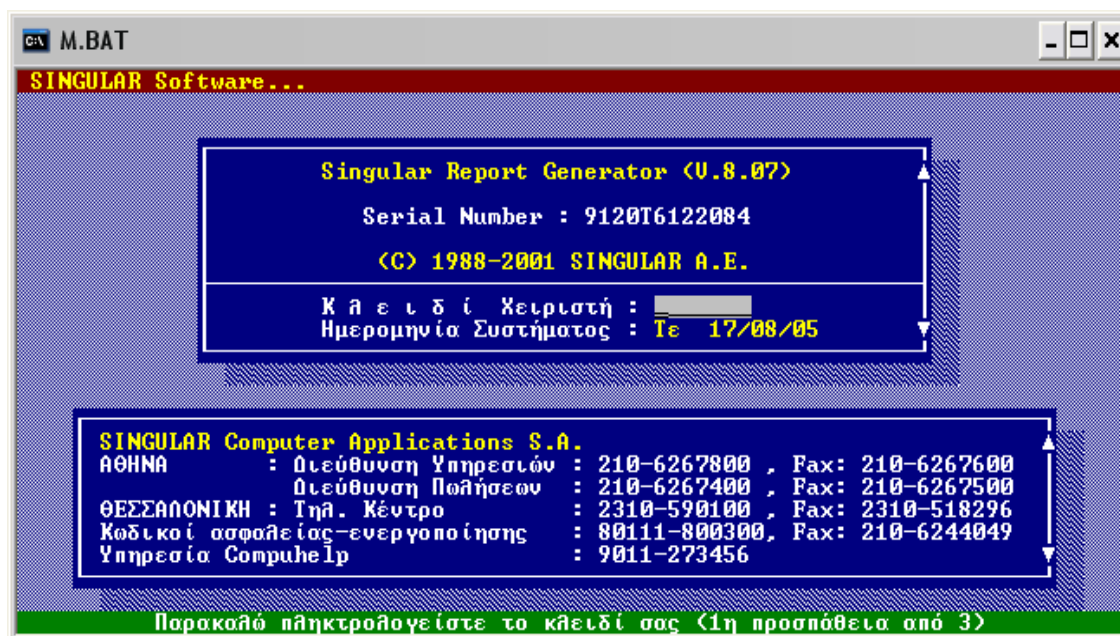 M.BAT
SINGULAR Software...
Singular Report Generator (V.8.07)
Serial Number : 9120T6122084
(C) 1988-2001 SINGULAR A.E.
Κ λ ε ι δ ί Χειριστή :
Ημερομηνία Συστήματος : Τε 17/08/05
SINGULAR Computer Applications S.A.
ΑΘΗΝΑ : Διεύθυνση Υπηρεσιών : 210-6267800 , Fax: 210-6267600
Διεύθυνση Πωλήσεων : 210-6267400 , Fax: 210-6267500
ΘΕΣΣΑΛΟΝΙΚΗ : Τηλ. Κέντρο : 2310-590100 , Fax: 2310-518296
Κωδικοί ασφαλείας-ενεργοποίησης : 80111-800300, Fax: 210-6244049
Υπηρεσία Compuhelp : 9011-273456
Παρακαλώ πληκτρολογείστε το κλειδί σας (1η προσπάθεια από 3)